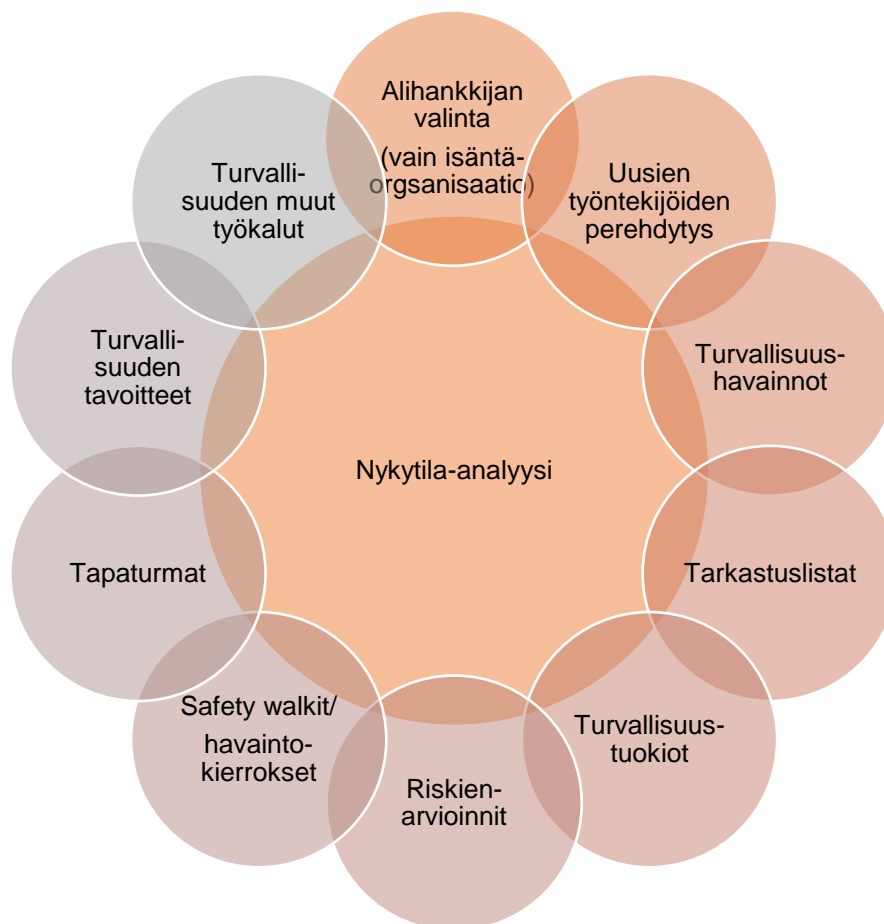 Alihankkijan
valinta
(vain isäntä-
orgsanisaatio)
Uusien
työntekijöiden
perehdytys
Turvallisuus-
havainnot
Tarkastuslistat
Turvallisuus-
tuokiot
Riskien-
arvioinnit
Safety walkit/
havainto-
kierrokset
Tapaturmat
Turvalli-
suuden
tavoitteet
Turvalli-
suuden muut
työkalut
Nykytila-analyysi